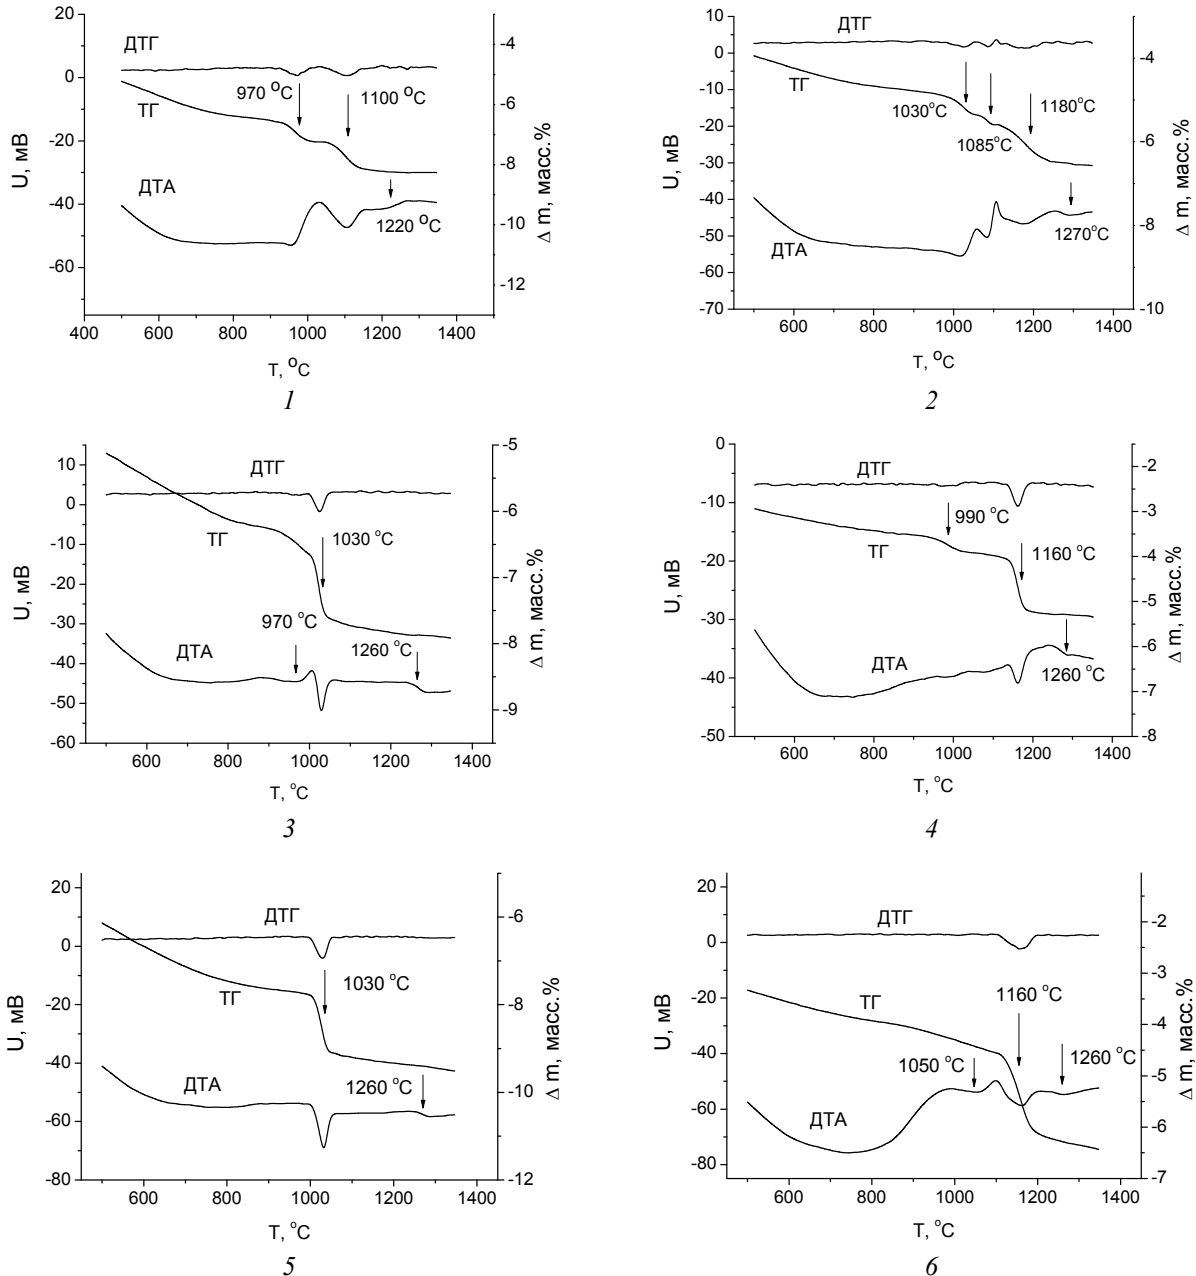 ДТГ
ТГ
ДТА
970 °C
1100 °C
1220 °C
20
0
-20
-40
-60
-4
-6
-8
-10
-12
400 600 800 1000 1200 1400
U, мВ
Δ m, масс.%
T, °C
1
ДТГ
ТГ
ДТА
1030°C
1085°C
1180°C
1270°C
10
0
-10
-20
-30
-40
-50
-60
-70
-4
-6
-8
-10
600 800 1000 1200 1400
U, мВ
Δ m, масс.%
T, °C
2
ДТГ
ТГ
ДТА
1030 °C
970 °C
1260 °C
10
0
-10
-20
-30
-40
-50
-60
-5
-6
-7
-8
-9
600 800 1000 1200 1400
U, мВ
Δ m, масс.%
T, °C
3
ДТГ
ТГ
ДТА
990 °C
1160 °C
1260 °C
0
-10
-20
-30
-40
-50
-2
-3
-4
-5
-6
-7
-8
600 800 1000 1200 1400
U, мВ
Δ m, масс.%
T, °C
4
ДТГ
ТГ
ДТА
1030 °C
1260 °C
20
0
-20
-40
-60
-80
-6
-8
-10
-12
600 800 1000 1200 1400
U, мВ
Δ m, масс.%
T, °C
5
ДТГ
ТГ
ДТА
1160 °C
1050 °C
1260 °C
20
0
-20
-40
-60
-80
-2
-3
-4
-5
-6
-7
600 800 1000 1200 1400
U, мВ
Δ m, масс.%
T, °C
6